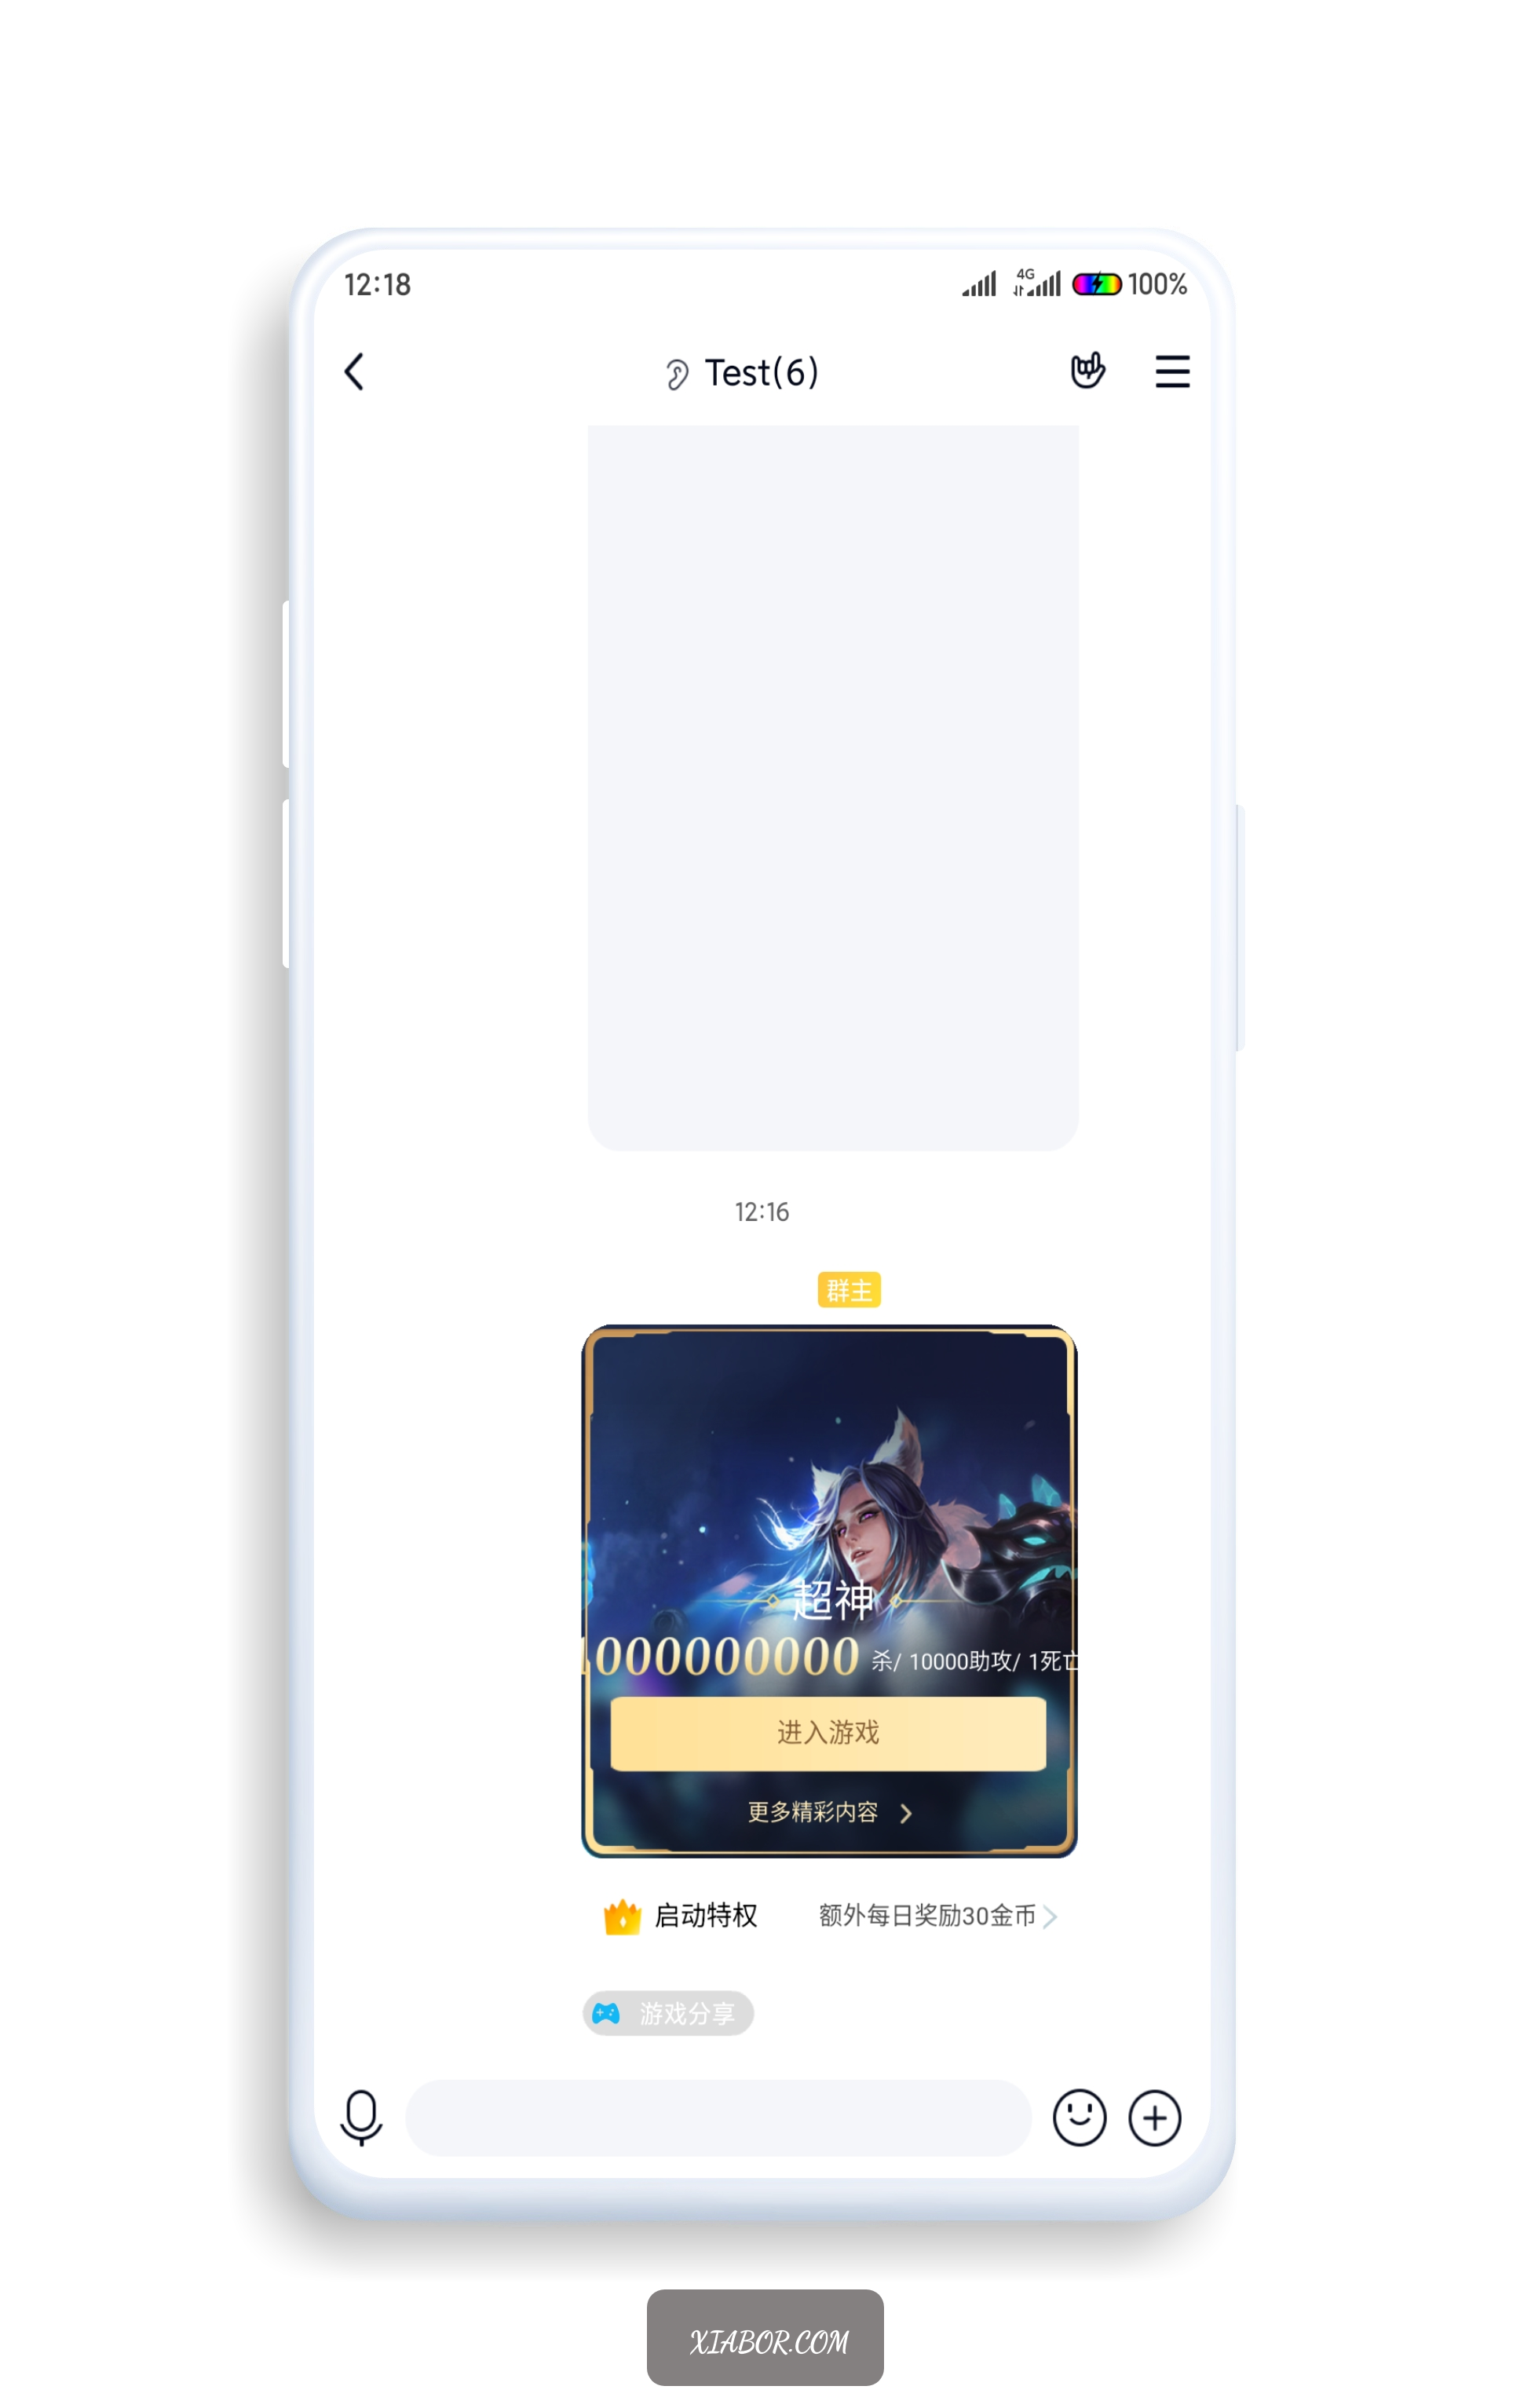 12:18
4G
100%
Test(6)
12:16
群主
超神
1000000000 杀/ 10000助攻/ 1死亡
进入游戏
更多精彩内容
启动特权 额外每日奖励30金币
游戏分享
XIABOR.COM